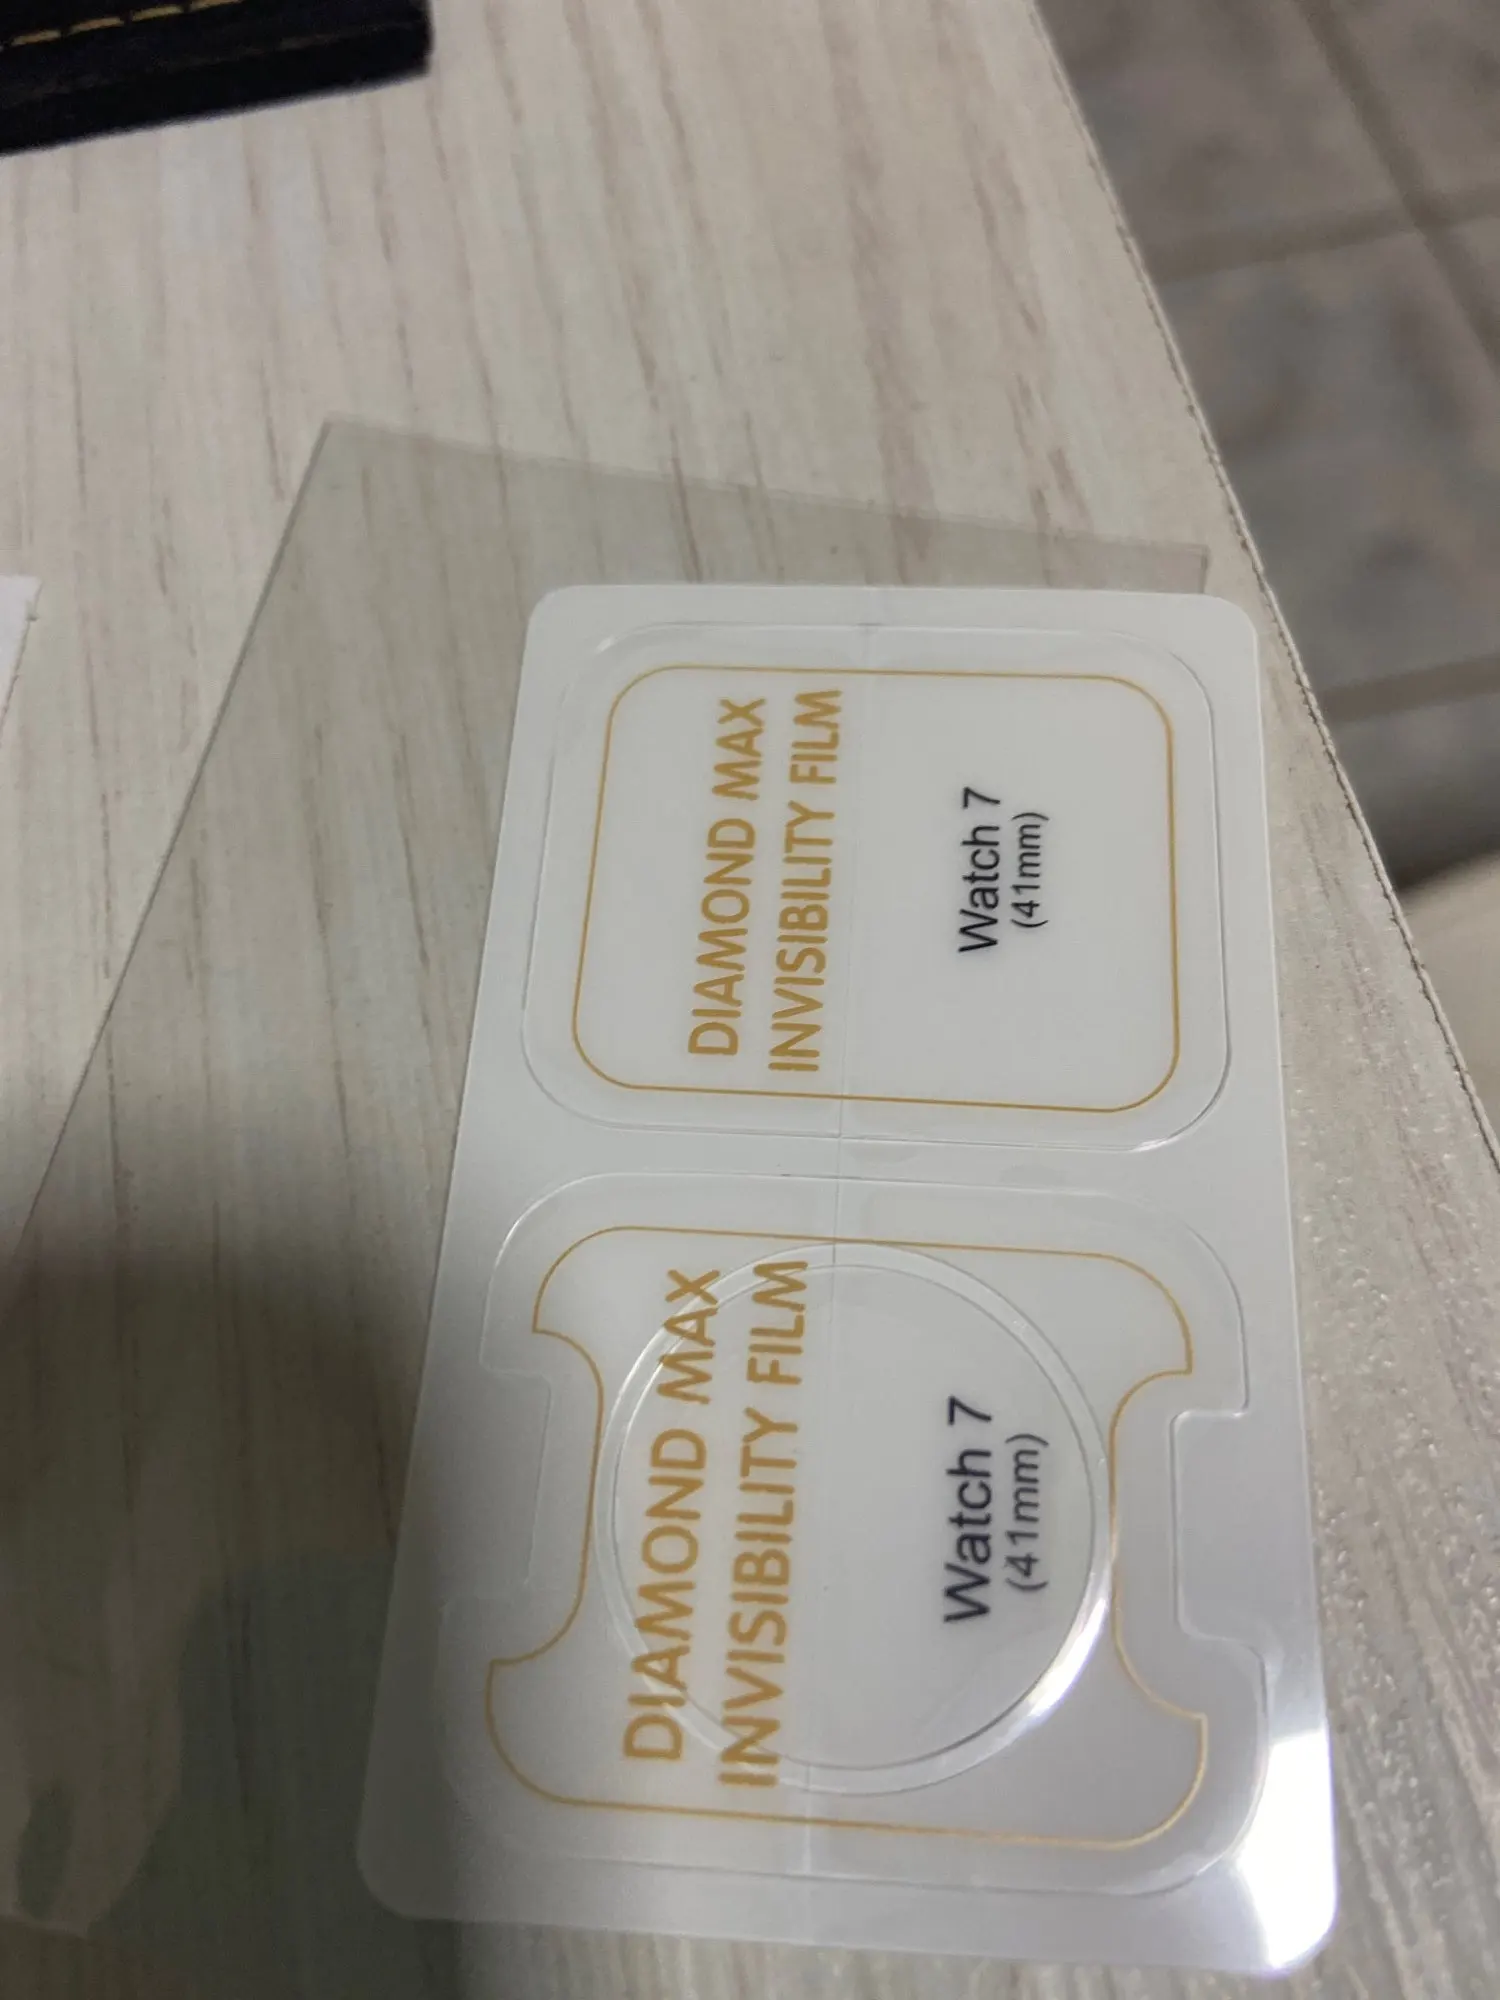 DIAMOND MAX
INVISIBILITY FILM
Watch 7
(41mm)
DIAMOND MAX
INVISIBILITY FILM
Watch 7
(41mm)